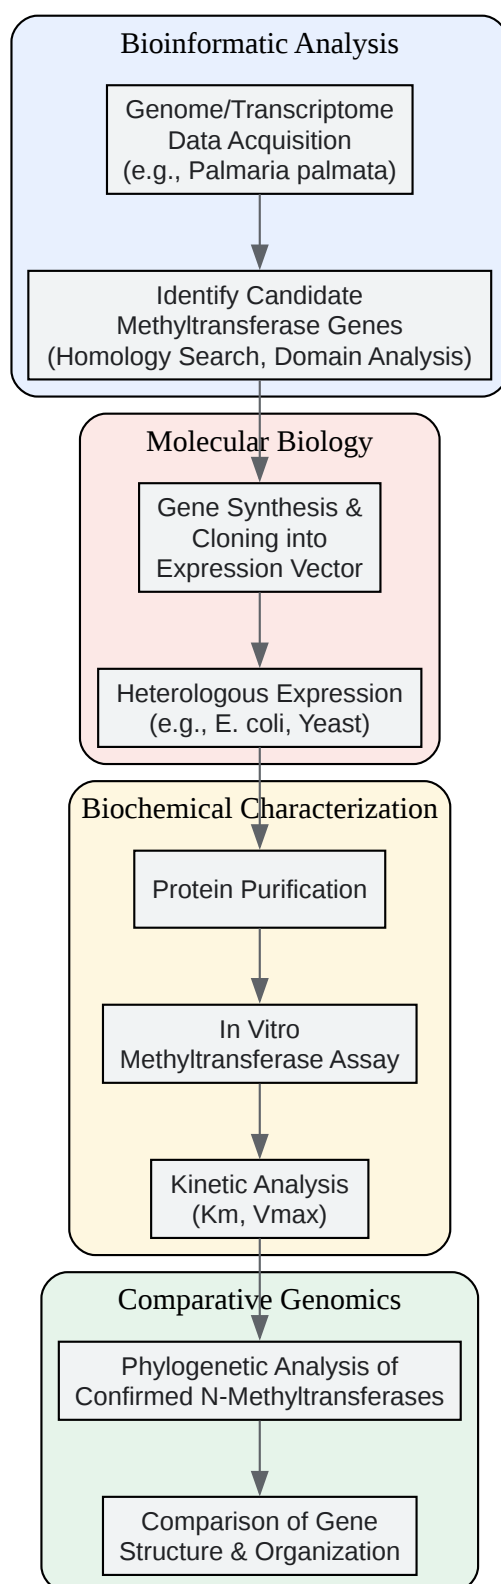 Bioinformatic Analysis
Genome/Transcriptome
Data Acquisition
(e.g., Palmaria palmata)
Identify Candidate
Methyltransferase Genes
(Homology Search, Domain Analysis)
Molecular Biology
Gene Synthesis &
Cloning into
Expression Vector
Heterologous Expression
(e.g., E. coli, Yeast)
Biochemical Characterization
Protein Purification
In Vitro
Methyltransferase Assay
Kinetic Analysis
(Km, Vmax)
Comparative Genomics
Phylogenetic Analysis of
Confirmed N-Methyltransferases
Comparison of Gene
Structure & Organization